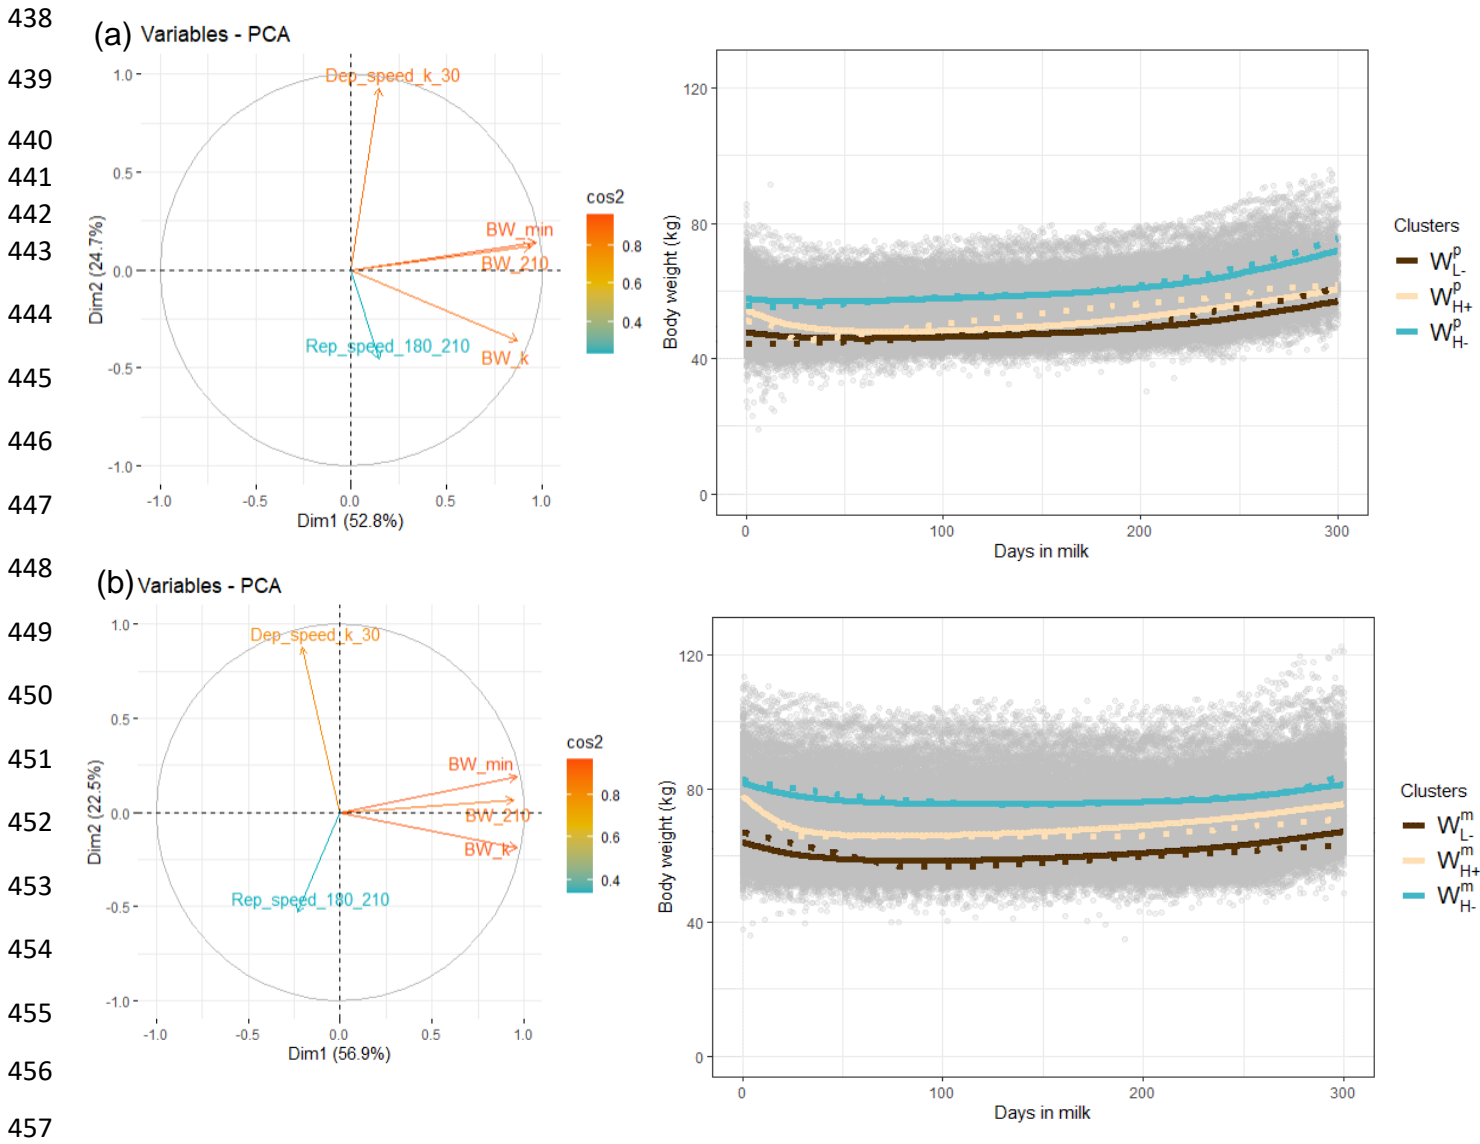 438
(a) Variables - PCA
439
440
441
442
443
444
445
446
447
1.0
0.5
0.0
-0.5
-1.0
Dim2 (24.7%)
Dep_speed_k_30
BW_min
BW_210
BW_k
Rep_speed_180_210
-1.0 -0.5 0.0 0.5 1.0
Dim1 (52.8%)
cos2
0.8
0.6
0.4
120
80
40
0
Body weight (kg)
0 100 200 300
Days in milk
Clusters
W^p_L-
W^p_H+
W^p_H-
448
(b) Variables - PCA
449
450
451
452
453
454
455
456
457
1.0
0.5
0.0
-0.5
-1.0
Dim2 (22.5%)
Dep_speed_k_30
BW_min
BW_210
BW_k
Rep_speed_180_210
-1.0 -0.5 0.0 0.5 1.0
Dim1 (56.9%)
cos2
0.8
0.6
0.4
120
80
40
0
Body weight (kg)
0 100 200 300
Days in milk
Clusters
W^m_L-
W^m_H+
W^m_H-